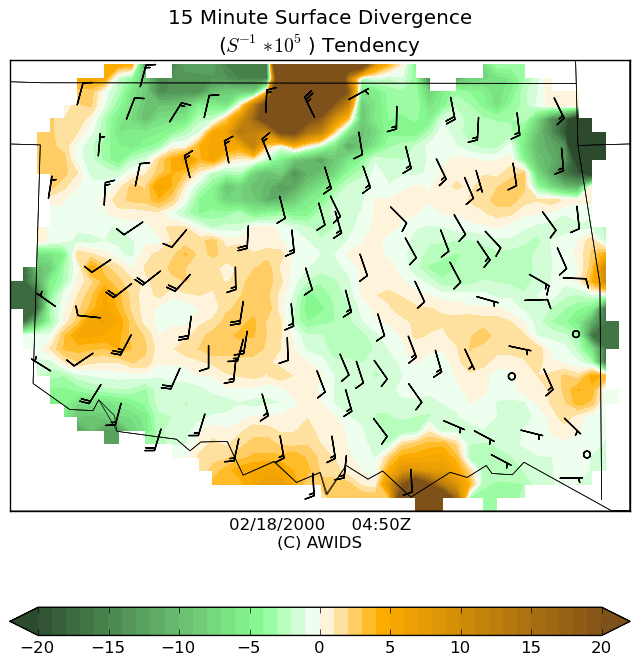 15 Minute Surface Divergence
(S⁻¹ ∗10⁵ ) Tendency
02/18/2000 04:50Z
(C) AWIDS
−20 −15 −10 −5 0 5 10 15 20